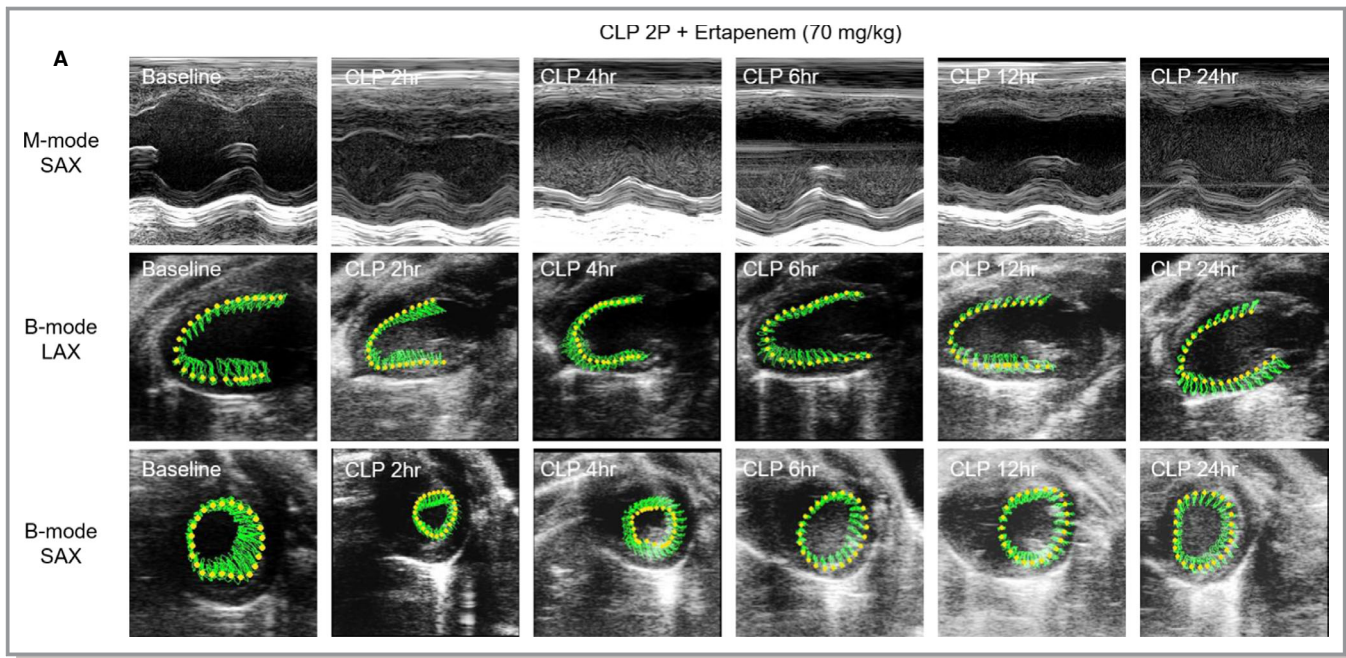 CLP 2P + Ertapenem (70 mg/kg)
A
M-mode
SAX
Baseline
CLP 2hr
CLP 4hr
CLP 6hr
CLP 12hr
CLP 24hr
B-mode
LAX
Baseline
CLP 2hr
CLP 4hr
CLP 6hr
CLP 12hr
CLP 24hr
B-mode
SAX
Baseline
CLP 2hr
CLP 4hr
CLP 6hr
CLP 12hr
CLP 24hr